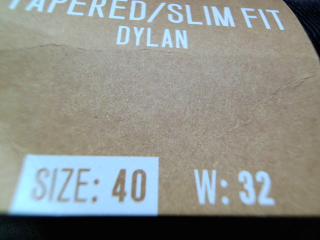 TAPERED/SLIM FIT
DYLAN
SIZE: 40 W: 32